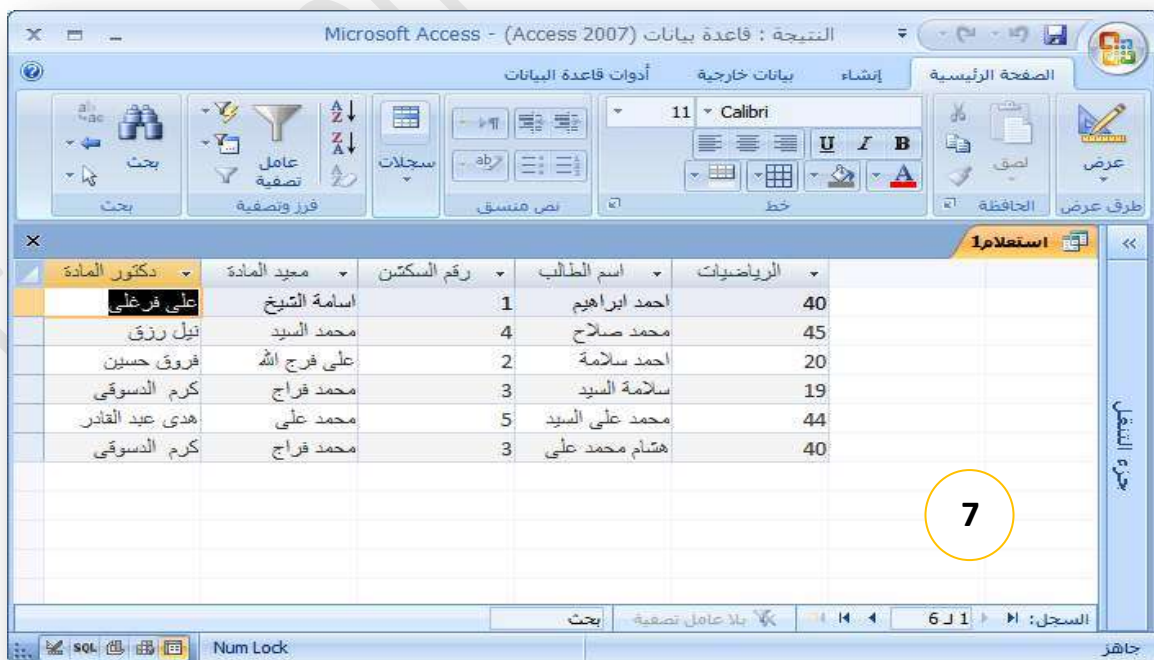 النتيجة : قاعدة بيانات (Access 2007) - Microsoft Access
الصفحة الرئيسية إنشاء بيانات خارجية أدوات قاعدة البيانات
عرض
طرق عرض
لصق
الحافظة
Calibri 11
B I U
A
خط
نص منسق
سجلات
عامل تصفية
فرز وتصفية
بحث
بحث
استعلام1
دكتور المادة معيد المادة رقم السكشن اسم الطالب الرياضيات
على فرغلى اسامة الشيخ 1 احمد ابراهيم 40
نيل رزق محمد السيد 4 محمد صلاح 45
فروق حسين على فرج الله 2 احمد سلامة 20
كرم الدسوقى محمد فراج 3 سلامة السيد 19
هدى عبد القادر محمد على 5 محمد على السيد 44
كرم الدسوقى محمد فراج 3 هشام محمد على 40
جزء التنقل
7
السجل: 1 لـ 6 بلا عامل تصفية بحث
جاهز Num Lock SQL